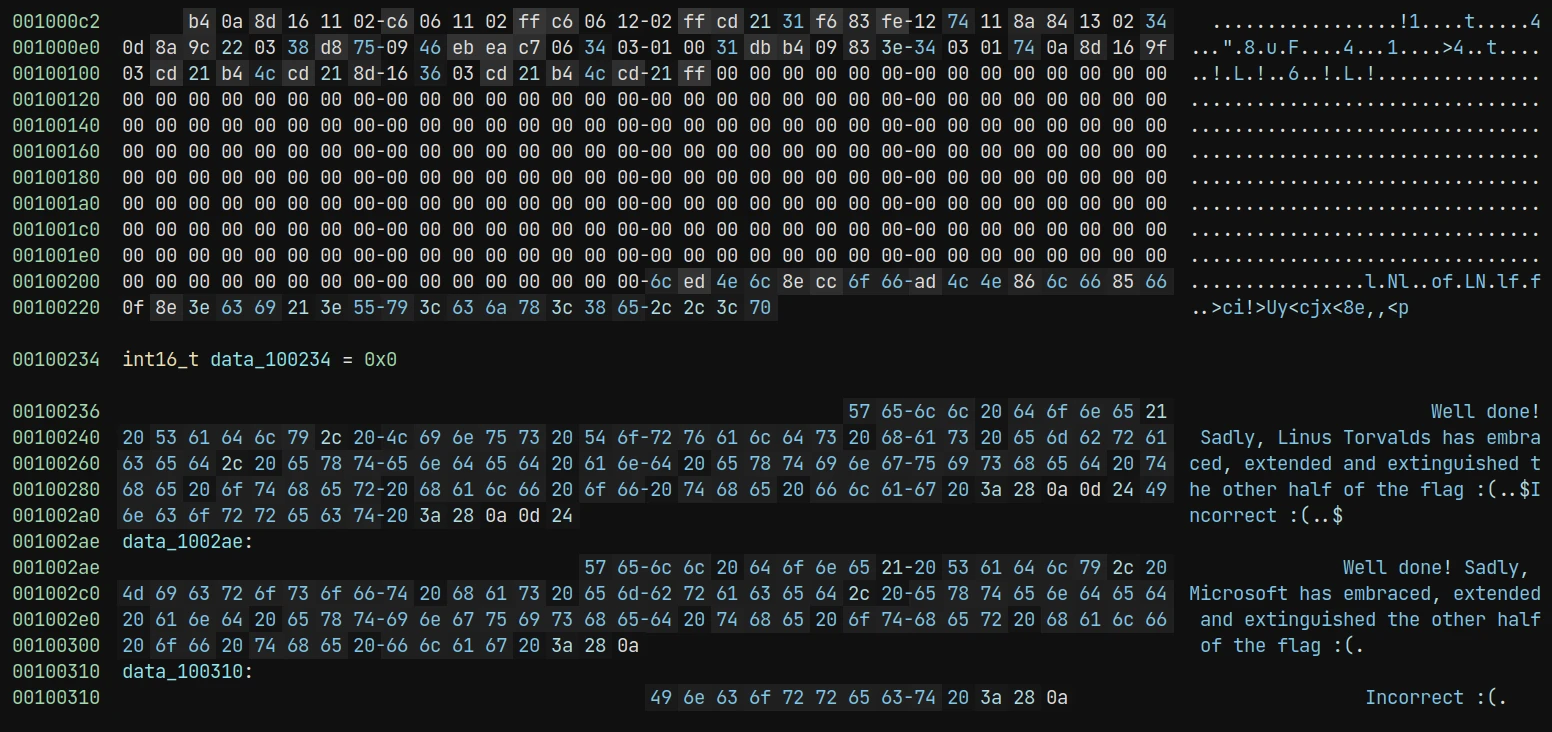 001000c2 b4 0a 8d 16 11 02-c6 06 11 02 ff c6 06 12-02 ff cd 21 31 f6 83 fe-12 74 11 8a 84 13 02 34 .................!1....t.....4
001000e0 0d 8a 9c 22 03 38 d8 75-09 46 eb ea c7 06 34 03-01 00 31 db b4 09 83 3e-34 03 01 74 0a 8d 16 9f ...".8.u.F....4...1....>4..t....
00100100 03 cd 21 b4 4c cd 21 8d-16 36 03 cd 21 b4 4c cd-21 ff 00 00 00 00 00 00-00 00 00 00 00 00 00 00 ..!.L.!..6..!.L.!...............
00100120 00 00 00 00 00 00 00 00-00 00 00 00 00 00 00 00-00 00 00 00 00 00 00 00-00 00 00 00 00 00 00 00 ................................
00100140 00 00 00 00 00 00 00 00-00 00 00 00 00 00 00 00-00 00 00 00 00 00 00 00-00 00 00 00 00 00 00 00 ................................
00100160 00 00 00 00 00 00 00 00-00 00 00 00 00 00 00 00-00 00 00 00 00 00 00 00-00 00 00 00 00 00 00 00 ................................
00100180 00 00 00 00 00 00 00 00-00 00 00 00 00 00 00 00-00 00 00 00 00 00 00 00-00 00 00 00 00 00 00 00 ................................
001001a0 00 00 00 00 00 00 00 00-00 00 00 00 00 00 00 00-00 00 00 00 00 00 00 00-00 00 00 00 00 00 00 00 ................................
001001c0 00 00 00 00 00 00 00 00-00 00 00 00 00 00 00 00-00 00 00 00 00 00 00 00-00 00 00 00 00 00 00 00 ................................
001001e0 00 00 00 00 00 00 00 00-00 00 00 00 00 00 00 00-00 00 00 00 00 00 00 00-00 00 00 00 00 00 00 00 ................................
00100200 00 00 00 00 00 00 00 00-00 00 00 00 00 00 00 00-6c ed 4e 6c 8e cc 6f 66-ad 4c 4e 86 6c 66 85 66 ................l.Nl..of.LN.lf.f
00100220 0f 8e 3e 63 69 21 3e 55-79 3c 63 6a 78 3c 38 65-2c 2c 3c 70 ..>ci!>Uy<cjx<8e,,<p
00100234 int16_t data_100234 = 0x0
00100236 57 65-6c 6c 20 64 6f 6e 65 21 Well done!
00100240 20 53 61 64 6c 79 2c 20-4c 69 6e 75 73 20 54 6f-72 76 61 6c 64 73 20 68-61 73 20 65 6d 62 72 61 Sadly, Linus Torvalds has embra
00100260 63 65 64 2c 20 65 78 74-65 6e 64 65 64 20 61 6e-64 20 65 78 74 69 6e 67-75 69 73 68 65 64 20 74 ced, extended and extinguished t
00100280 68 65 20 6f 74 68 65 72-20 68 61 6c 66 20 6f 66-20 74 68 65 20 66 6c 61-67 20 3a 28 0a 0d 24 49 he other half of the flag :(..$I
001002a0 6e 63 6f 72 72 65 63 74-20 3a 28 0a 0d 24 ncorrect :(..$
001002ae data_1002ae:
001002ae 57 65-6c 6c 20 64 6f 6e 65 21-20 53 61 64 6c 79 2c 20 Well done! Sadly,
001002c0 4d 69 63 72 6f 73 6f 66-74 20 68 61 73 20 65 6d-62 72 61 63 65 64 2c 20-65 78 74 65 6e 64 65 64 Microsoft has embraced, extended
001002e0 20 61 6e 64 20 65 78 74-69 6e 67 75 69 73 68 65-64 20 74 68 65 20 6f 74-68 65 72 20 68 61 6c 66 and extinguished the other half
00100300 20 6f 66 20 74 68 65 20-66 6c 61 67 20 3a 28 0a of the flag :(.
00100310 data_100310:
00100310 49 6e 63 6f 72 72 65 63-74 20 3a 28 0a Incorrect :(.